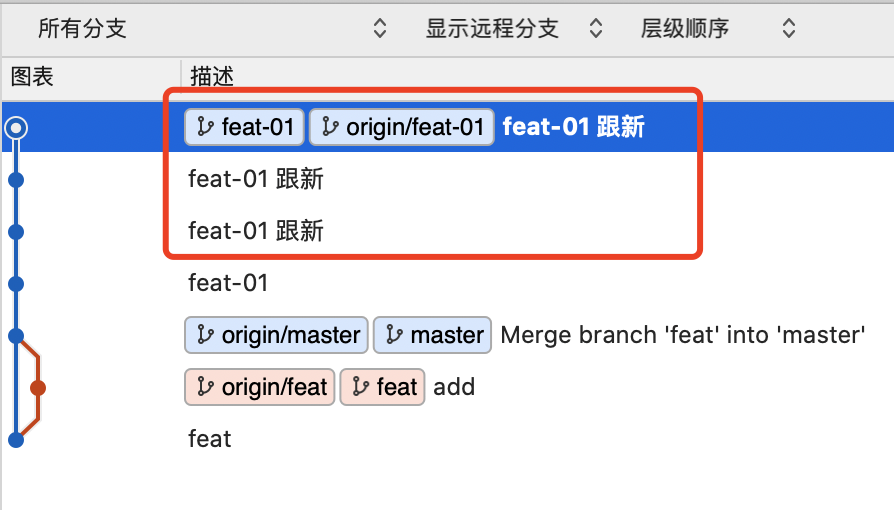 所有分支 显示远程分支 层级顺序
图表 描述
feat-01 origin/feat-01 feat-01 跟新
feat-01 跟新
feat-01 跟新
feat-01
origin/master master Merge branch 'feat' into 'master'
origin/feat feat add
feat